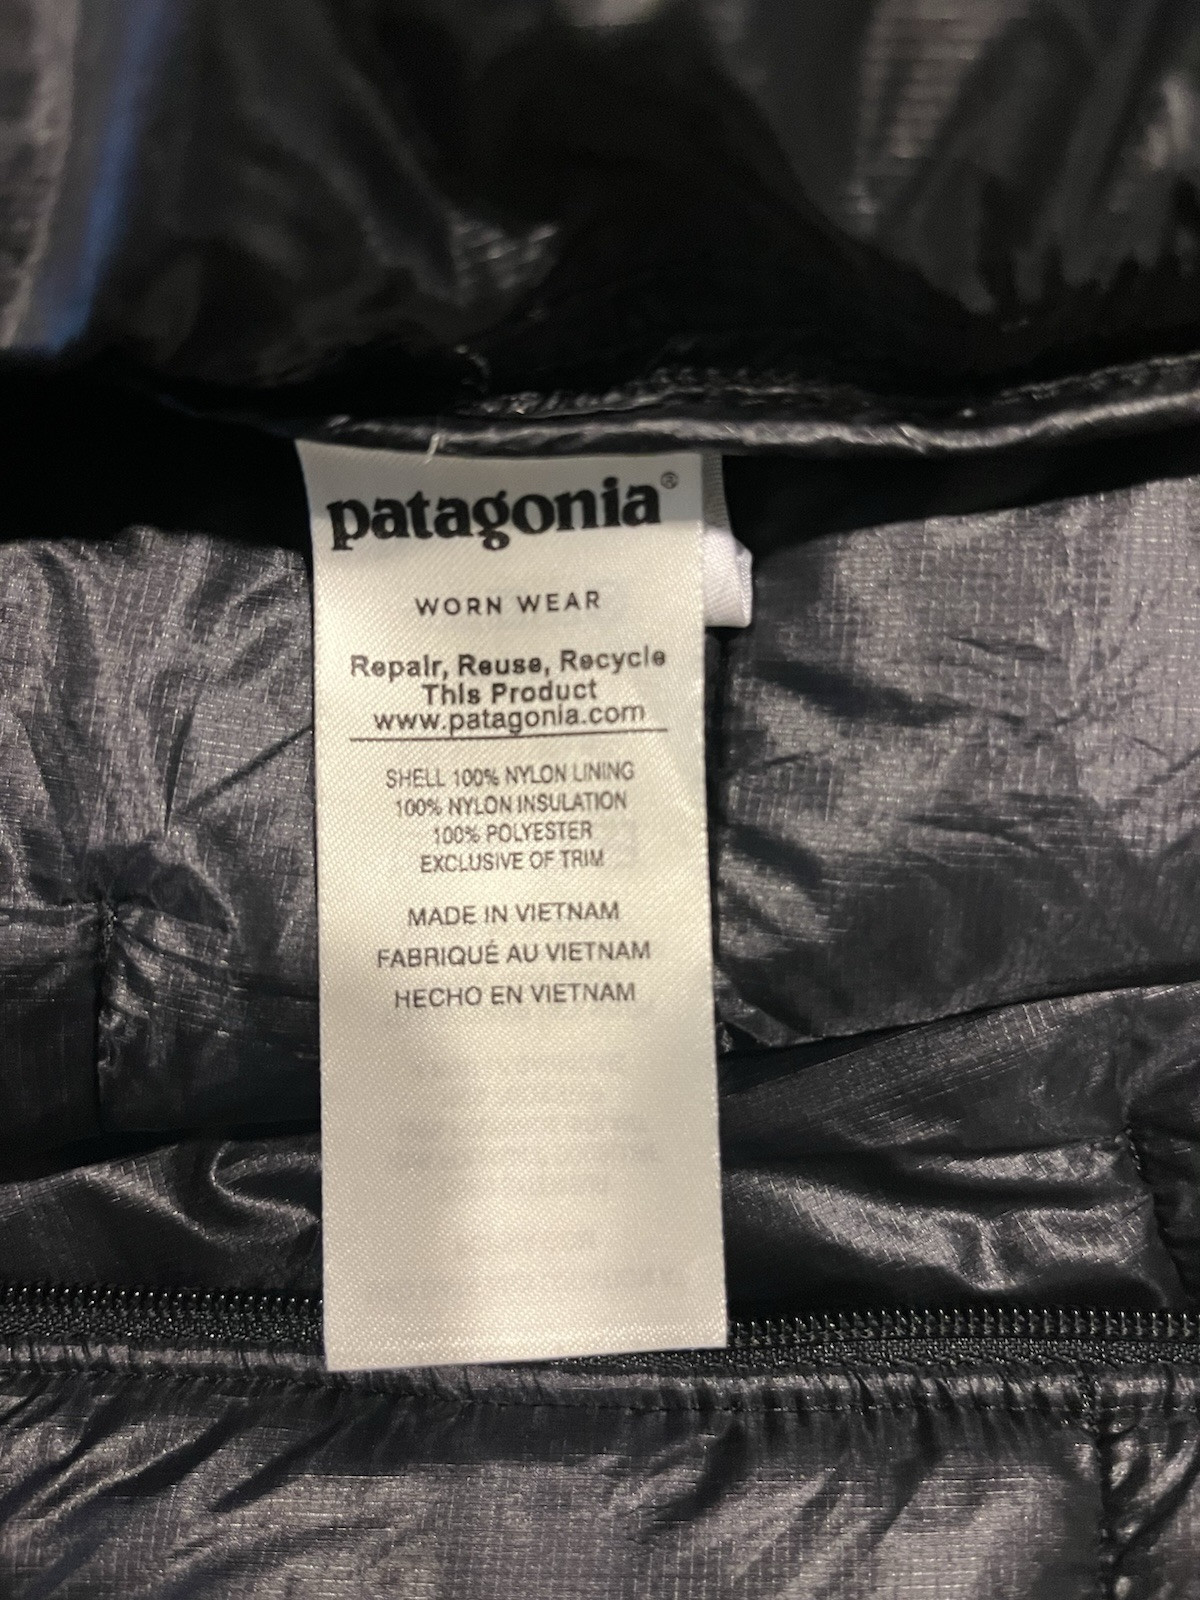 patagonia®
WORN WEAR
Repair, Reuse, Recycle
This Product
www.patagonia.com
SHELL 100% NYLON LINING
100% NYLON INSULATION
100% POLYESTER
EXCLUSIVE OF TRIM
MADE IN VIETNAM
FABRIQUÉ AU VIETNAM
HECHO EN VIETNAM